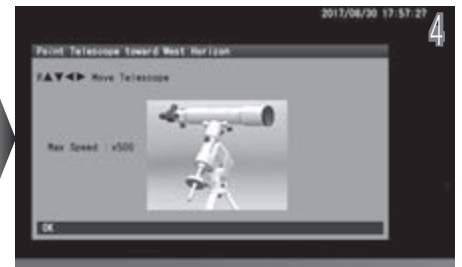 2017/08/30 17:57:27
4
Point Telescope toward West Horizon
▲▼◀▶ Move Telescope
Max Speed : x500
OK